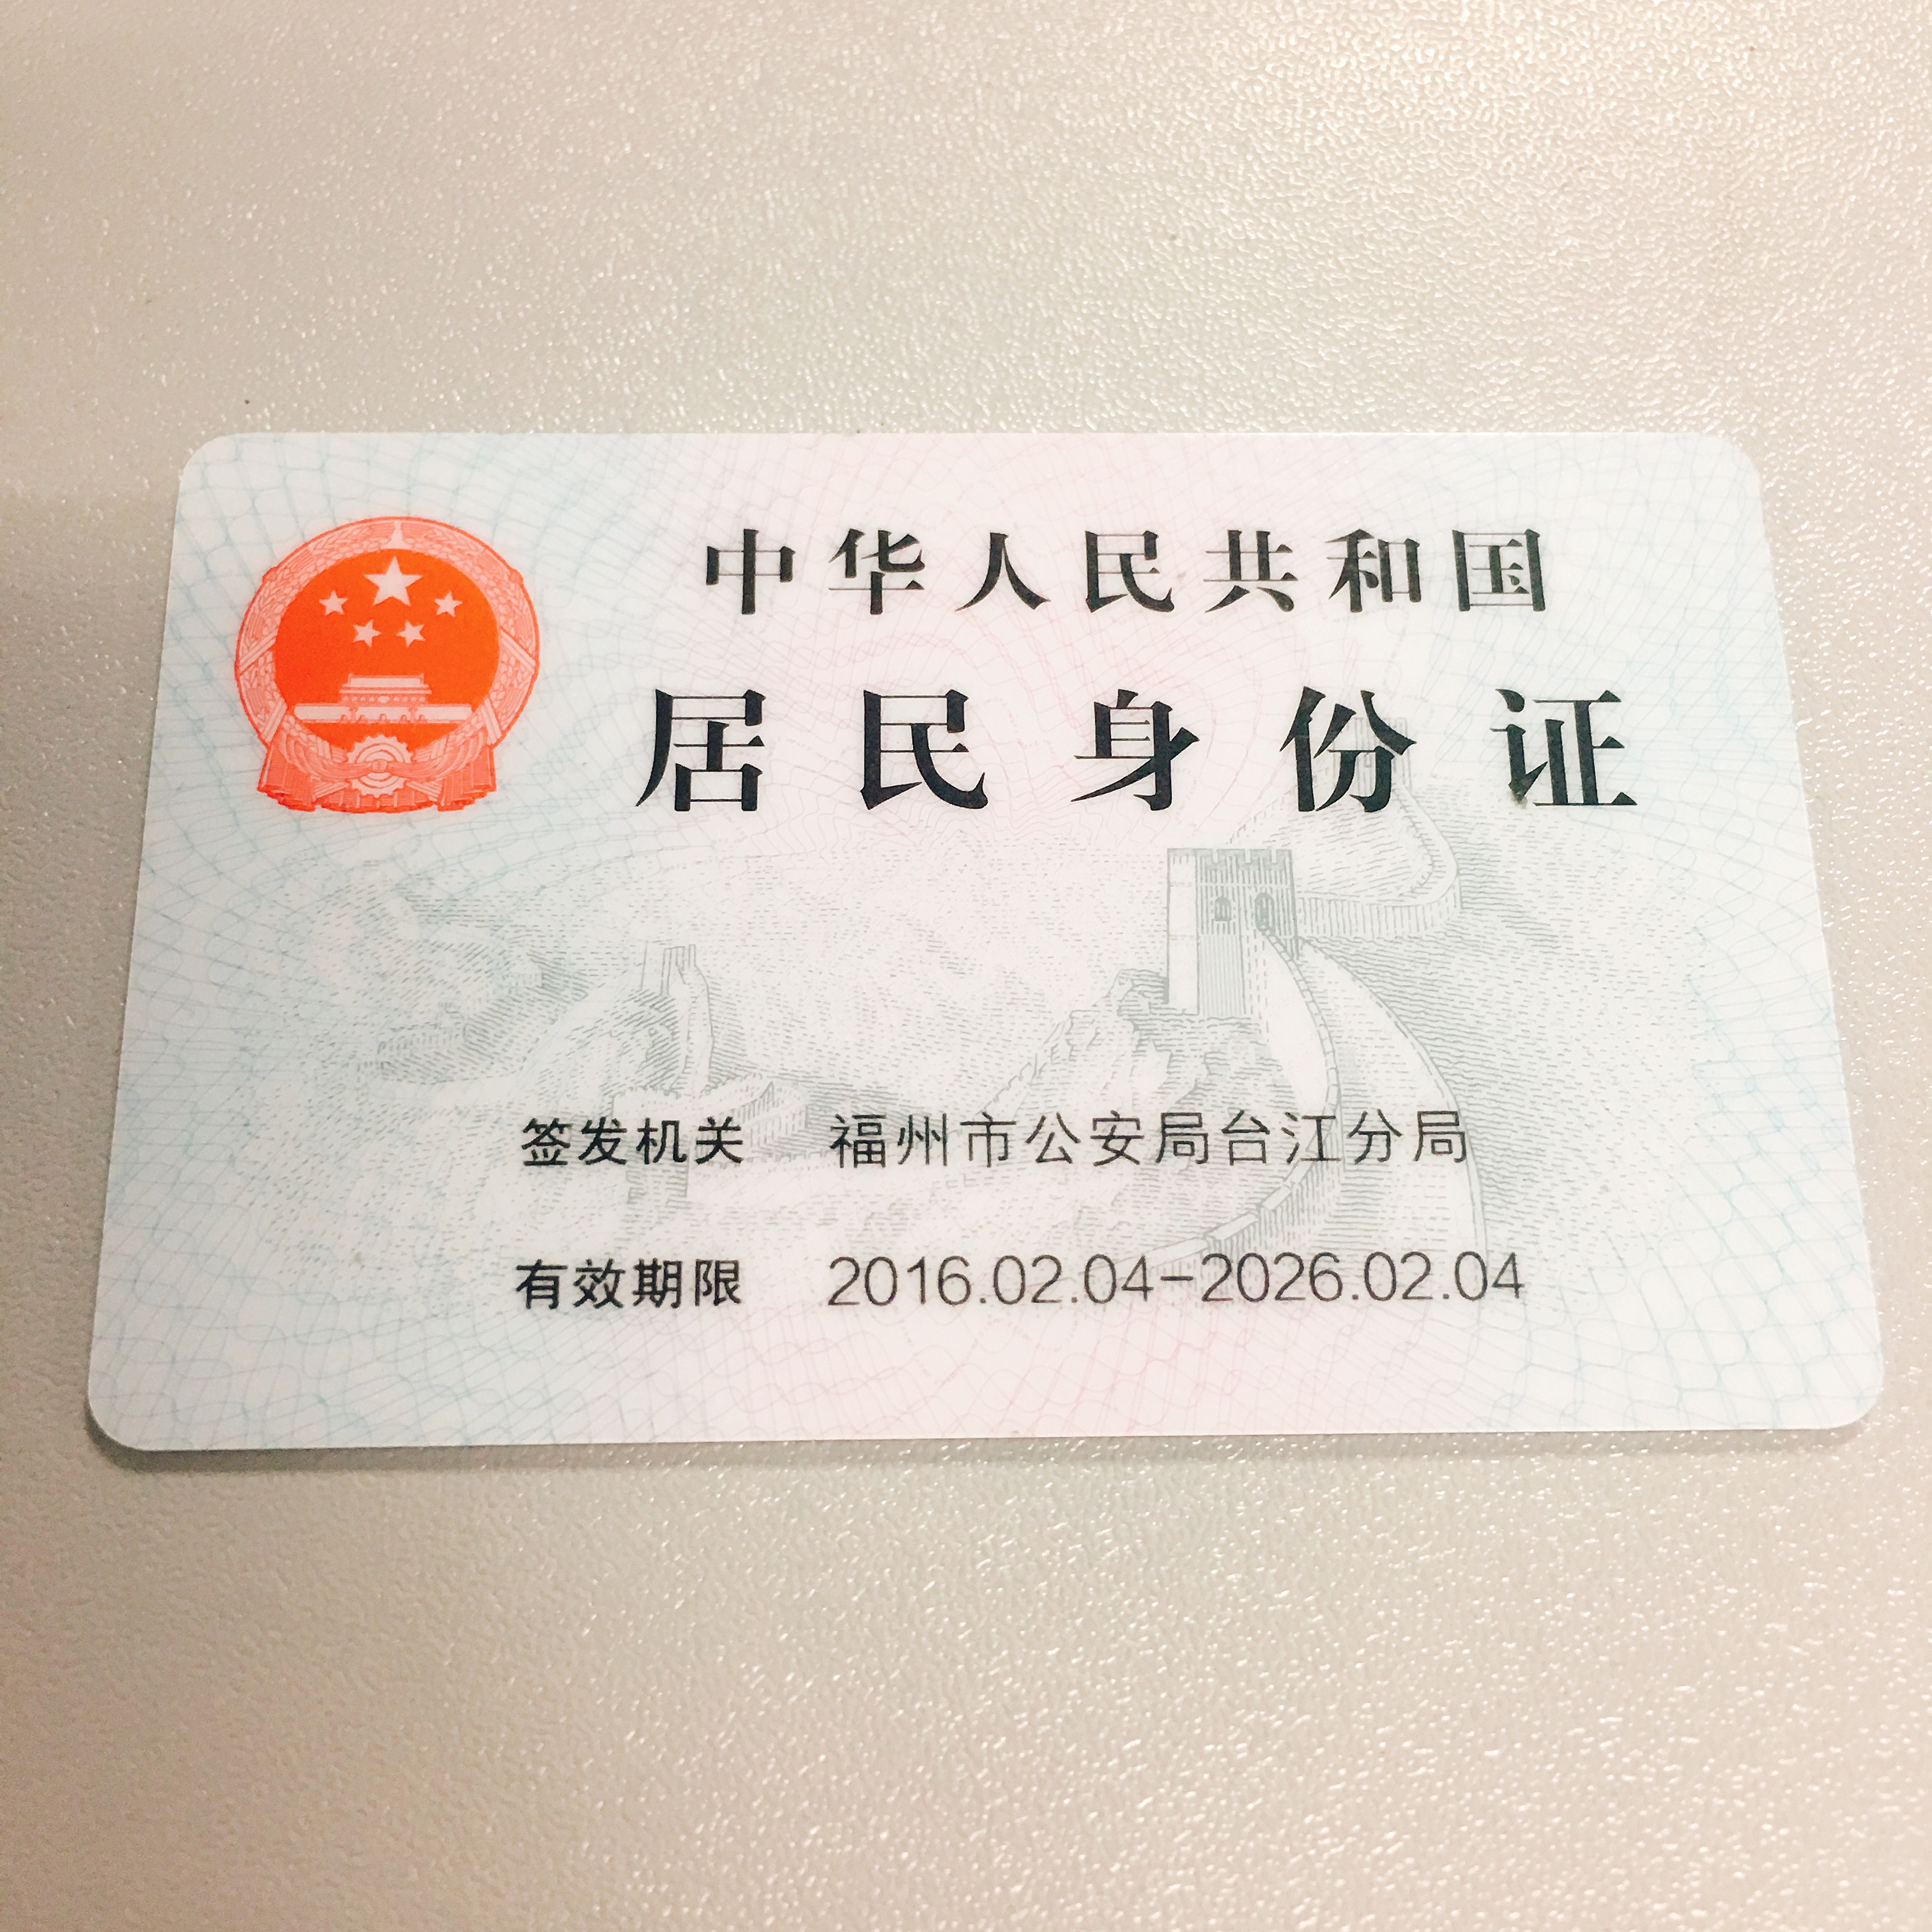 中华人民共和国
居民身份证
签发机关 福州市公安局台江分局
有效期限 2016.02.04-2026.02.04